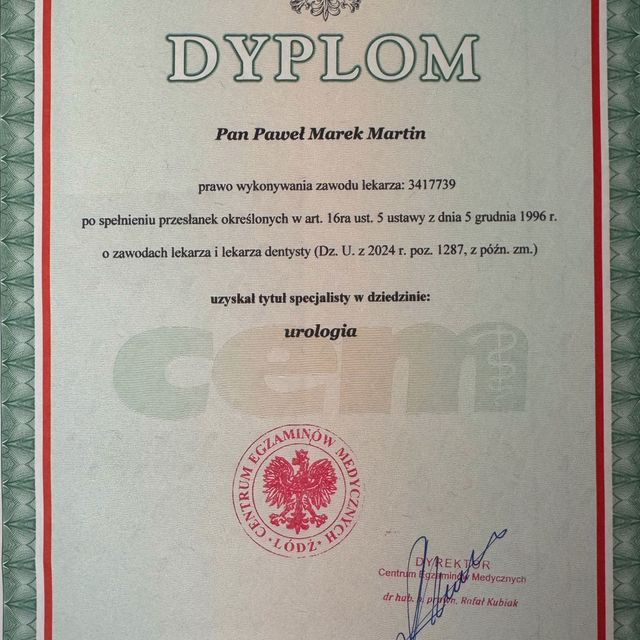 DYPLOM
Pan Paweł Marek Martin
prawo wykonywania zawodu lekarza: 3417739
po spełnieniu przesłanek określonych w art. 16ra ust. 5 ustawy z dnia 5 grudnia 1996 r.
o zawodach lekarza i lekarza dentysty (Dz. U. z 2024 r. poz. 1287, z późn. zm.)
uzyskał tytuł specjalisty w dziedzinie:
urologia
cem
CENTRUM EGZAMINÓW MEDYCZNYCH
ŁÓDŹ
DYREKTOR
Centrum Egzaminów Medycznych
dr hab. n. prawn. Rafał Kubiak